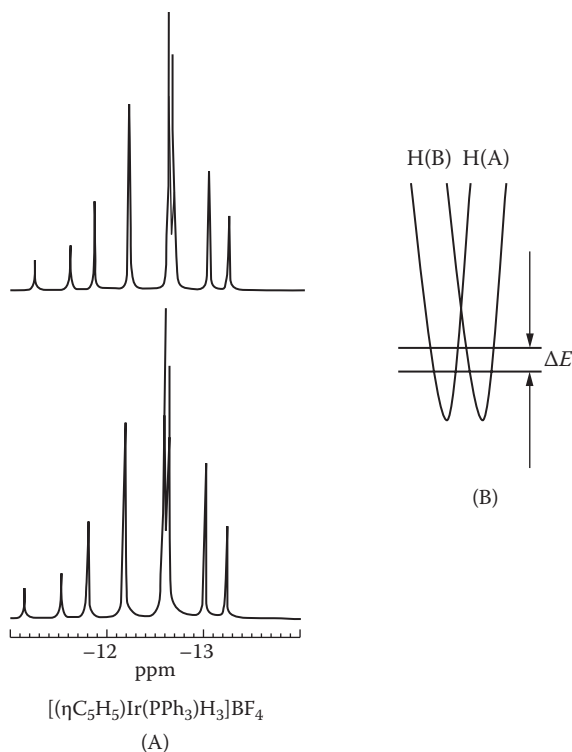 H(B) H(A)
ΔE
(B)
−12 −13
ppm
[(ηC₅H₅)Ir(PPh₃)H₃]BF₄
(A)